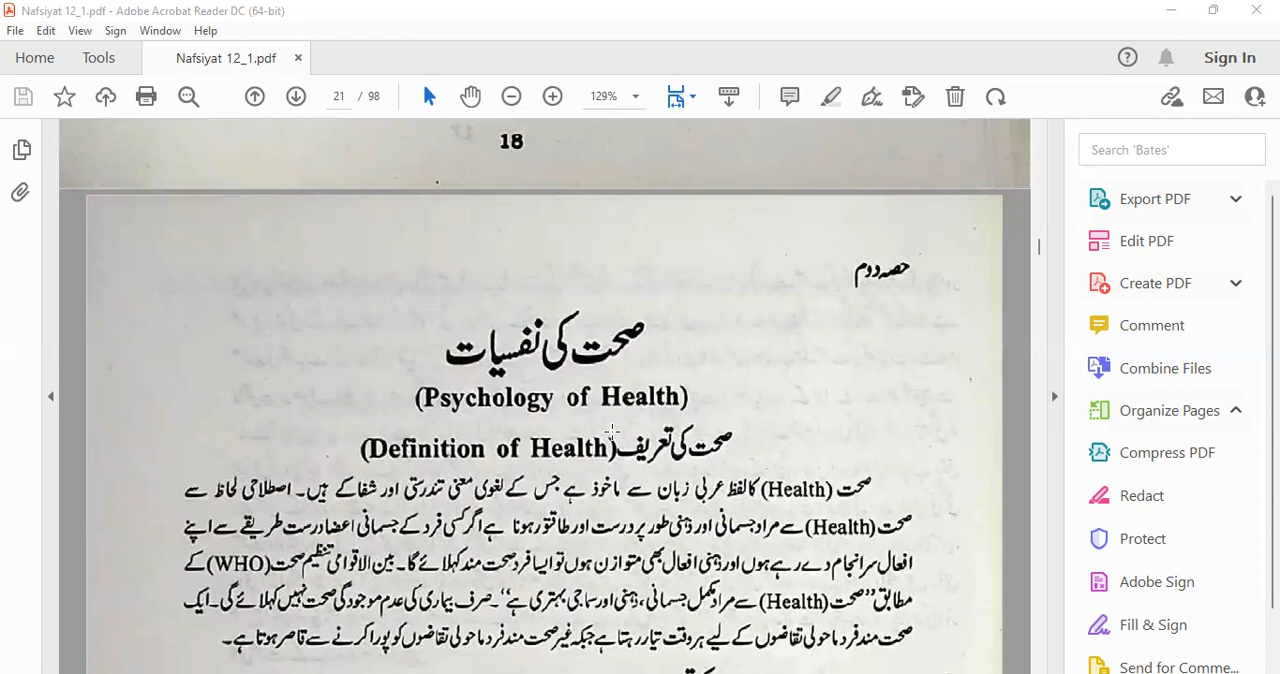 Nafsiyat 12_1.pdf - Adobe Acrobat Reader DC (64-bit)
File Edit View Sign Window Help
Home Tools Nafsiyat 12_1.pdf × Sign In
21 / 98 129%
Search 'Bates'
Export PDF
Edit PDF
Create PDF
Comment
Combine Files
Organize Pages
Compress PDF
Redact
Protect
Adobe Sign
Fill & Sign
Send for Comme...
18
حصہ دوم
صحت کی نفسیات
(Psychology of Health)
صحت کی تعریف (Definition of Health)
صحت (Health) کا لفظ عربی زبان سے ماخوذ ہے جس کے لغوی معنی تندرستی اور شفا کے ہیں۔ اصطلاحی لحاظ سے
صحت (Health) سے مراد جسمانی اور ذہنی طور پر درست اور طاقتور ہونا ہے اگر کسی فرد کے جسمانی اعضا درست طریقے سے اپنے
افعال سرانجام دے رہے ہوں اور ذہنی افعال بھی متوازن ہوں تو ایسا فرد صحت مند کہلائے گا۔ بین الاقوامی تنظیم صحت (WHO) کے
مطابق "صحت (Health) سے مراد مکمل جسمانی، ذہنی اور سماجی بہتری ہے"۔ صرف بیماری کی عدم موجودگی صحت نہیں کہلائے گی۔ ایک
صحت مند فرد ماحولی تقاضوں کے لیے ہر وقت تیار رہتا ہے جبکہ غیر صحت مند فرد ماحولی تقاضوں کو پورا کرنے سے قاصر ہوتا ہے۔